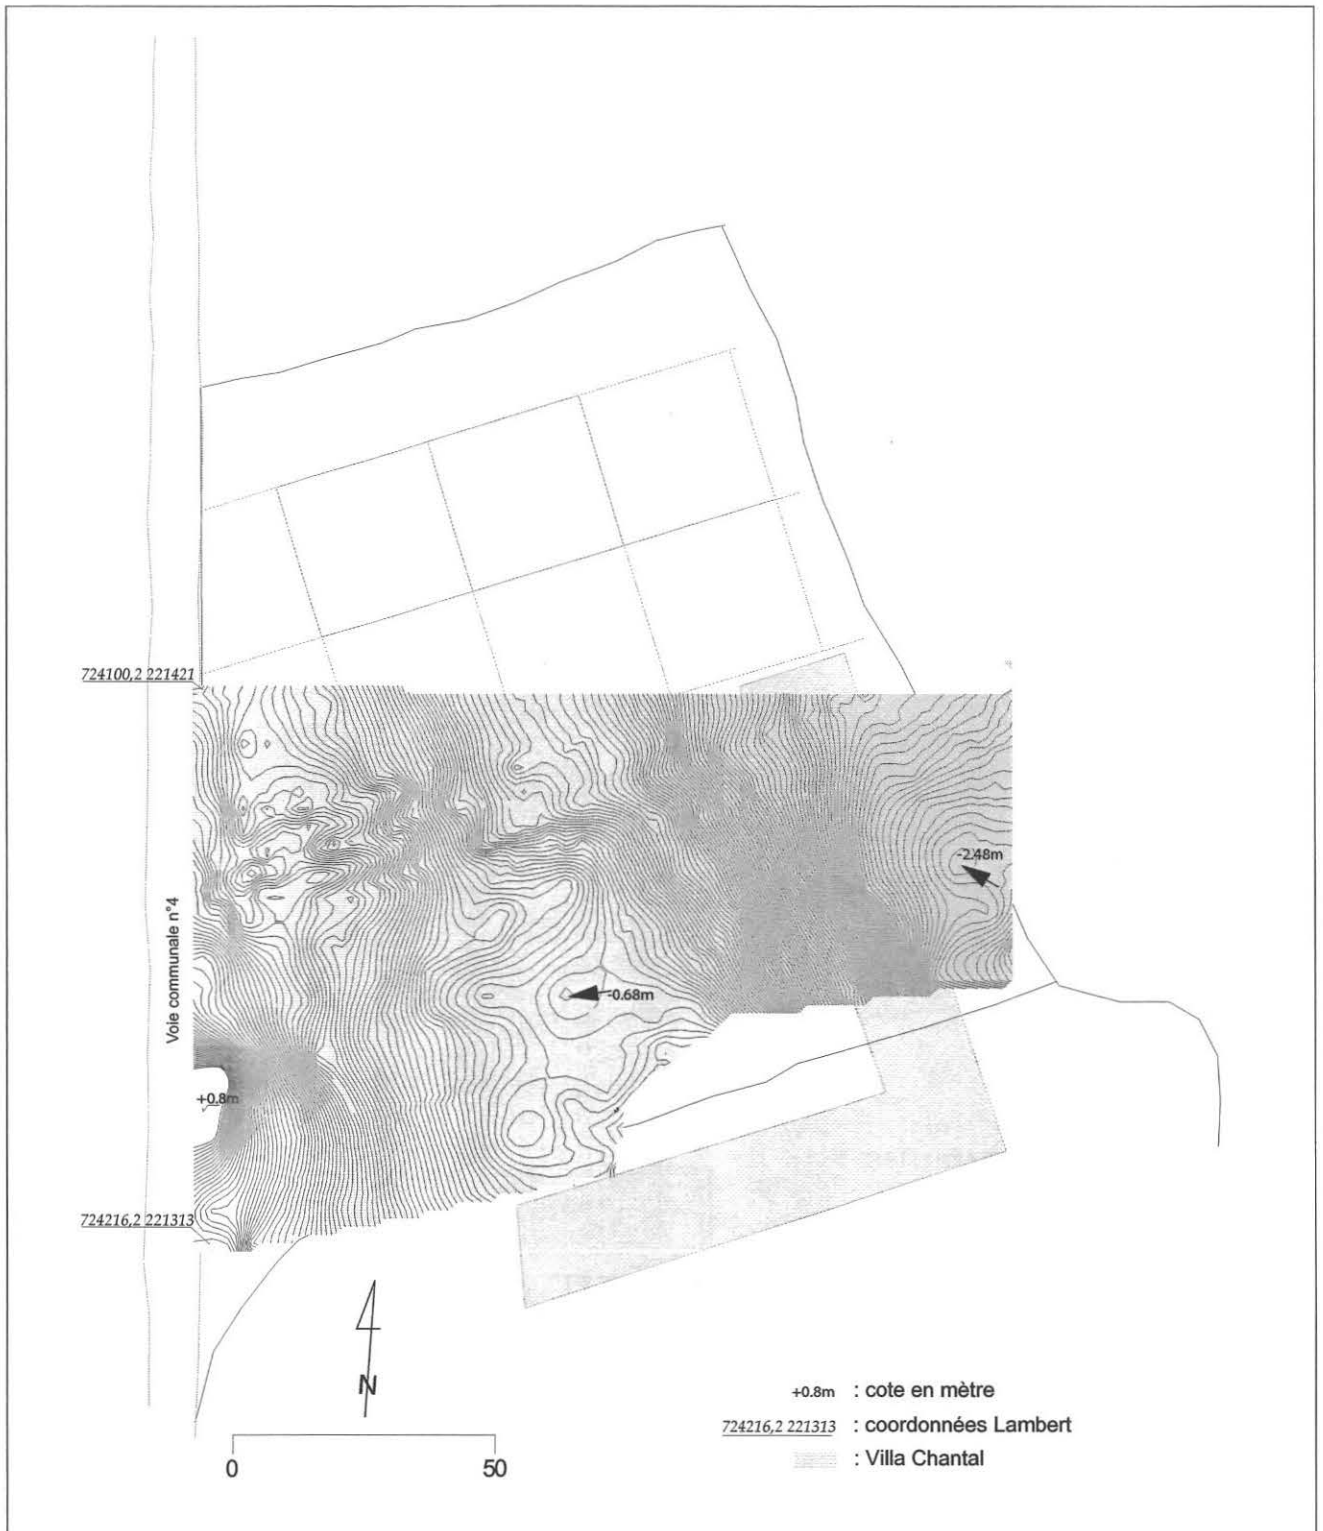 724100,2 221421
-2.48m
Voie communale n°4
-0.68m
+0.8m
724216,2 221313
N
0 50
+0.8m : cote en mètre
724216,2 221313 : coordonnées Lambert
: Villa Chantal